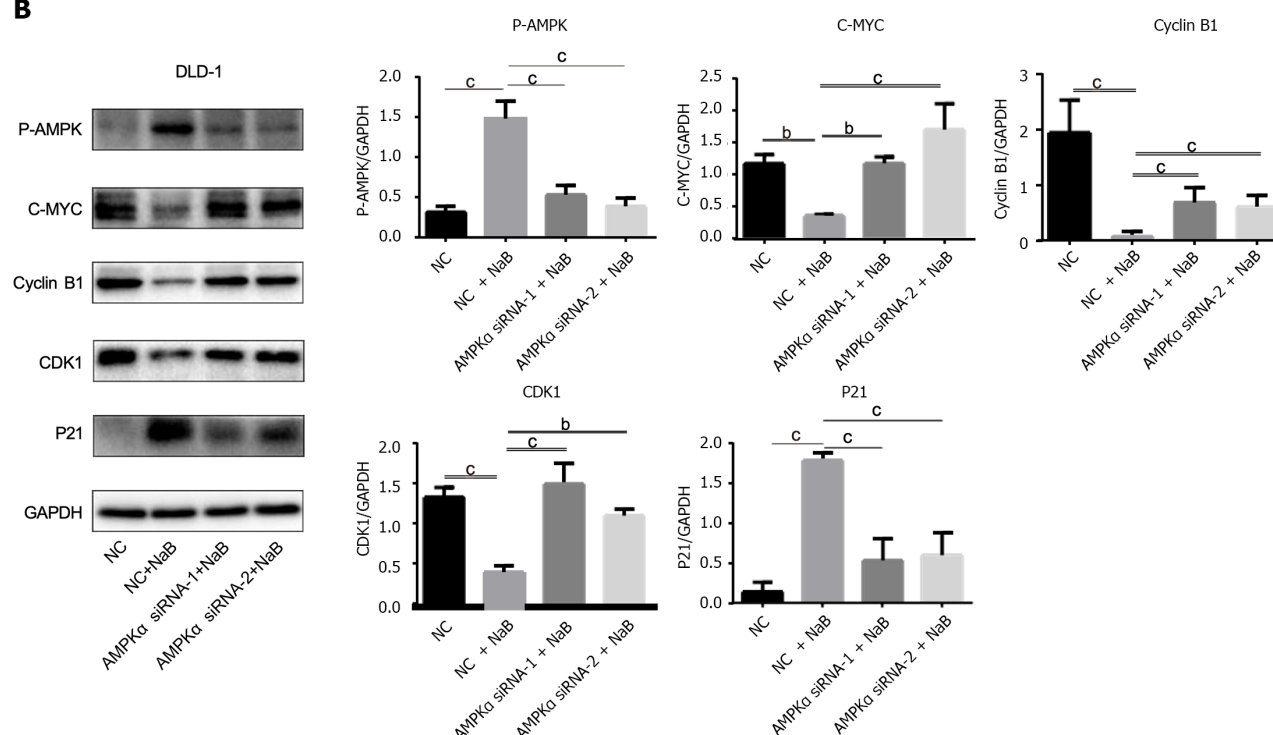 B
DLD-1
P-AMPK
C-MYC
Cyclin B1
CDK1
P21
GAPDH
NC
NC+NaB
AMPKα siRNA-1+NaB
AMPKα siRNA-2+NaB
P-AMPK
P-AMPK/GAPDH
2.0
1.5
1.0
0.5
0.0
c
c
c
NC
NC + NaB
AMPKα siRNA-1 + NaB
AMPKα siRNA-2 + NaB
C-MYC
C-MYC/GAPDH
2.5
2.0
1.5
1.0
0.5
0.0
c
b
b
NC
NC + NaB
AMPKα siRNA-1 + NaB
AMPKα siRNA-2 + NaB
Cyclin B1
Cyclin B1/GAPDH
3
2
1
0
c
c
c
NC
NC + NaB
AMPKα siRNA-1 + NaB
AMPKα siRNA-2 + NaB
CDK1
CDK1/GAPDH
2.0
1.5
1.0
0.5
0.0
b
c
c
NC
NC + NaB
AMPKα siRNA-1 + NaB
AMPKα siRNA-2 + NaB
P21
P21/GAPDH
2.0
1.5
1.0
0.5
0.0
c
c
c
NC
NC + NaB
AMPKα siRNA-1 + NaB
AMPKα siRNA-2 + NaB